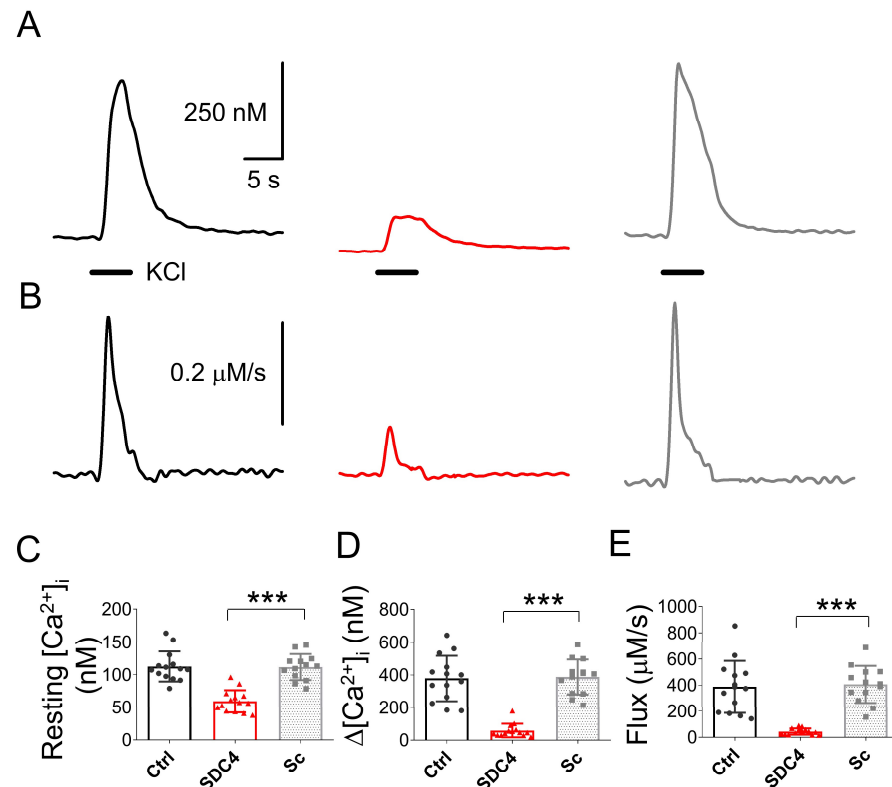 A
250 nM
5 s
KCl
B
0.2 μM/s
C
D
E
Resting [Ca²⁺]ᵢ
(nM)
200
150
100
50
0
***
Ctrl
SDC4
Sc
Δ[Ca²⁺]ᵢ (nM)
800
600
400
200
0
***
Ctrl
SDC4
Sc
Flux (μM/s)
1000
800
600
400
200
0
***
Ctrl
SDC4
Sc